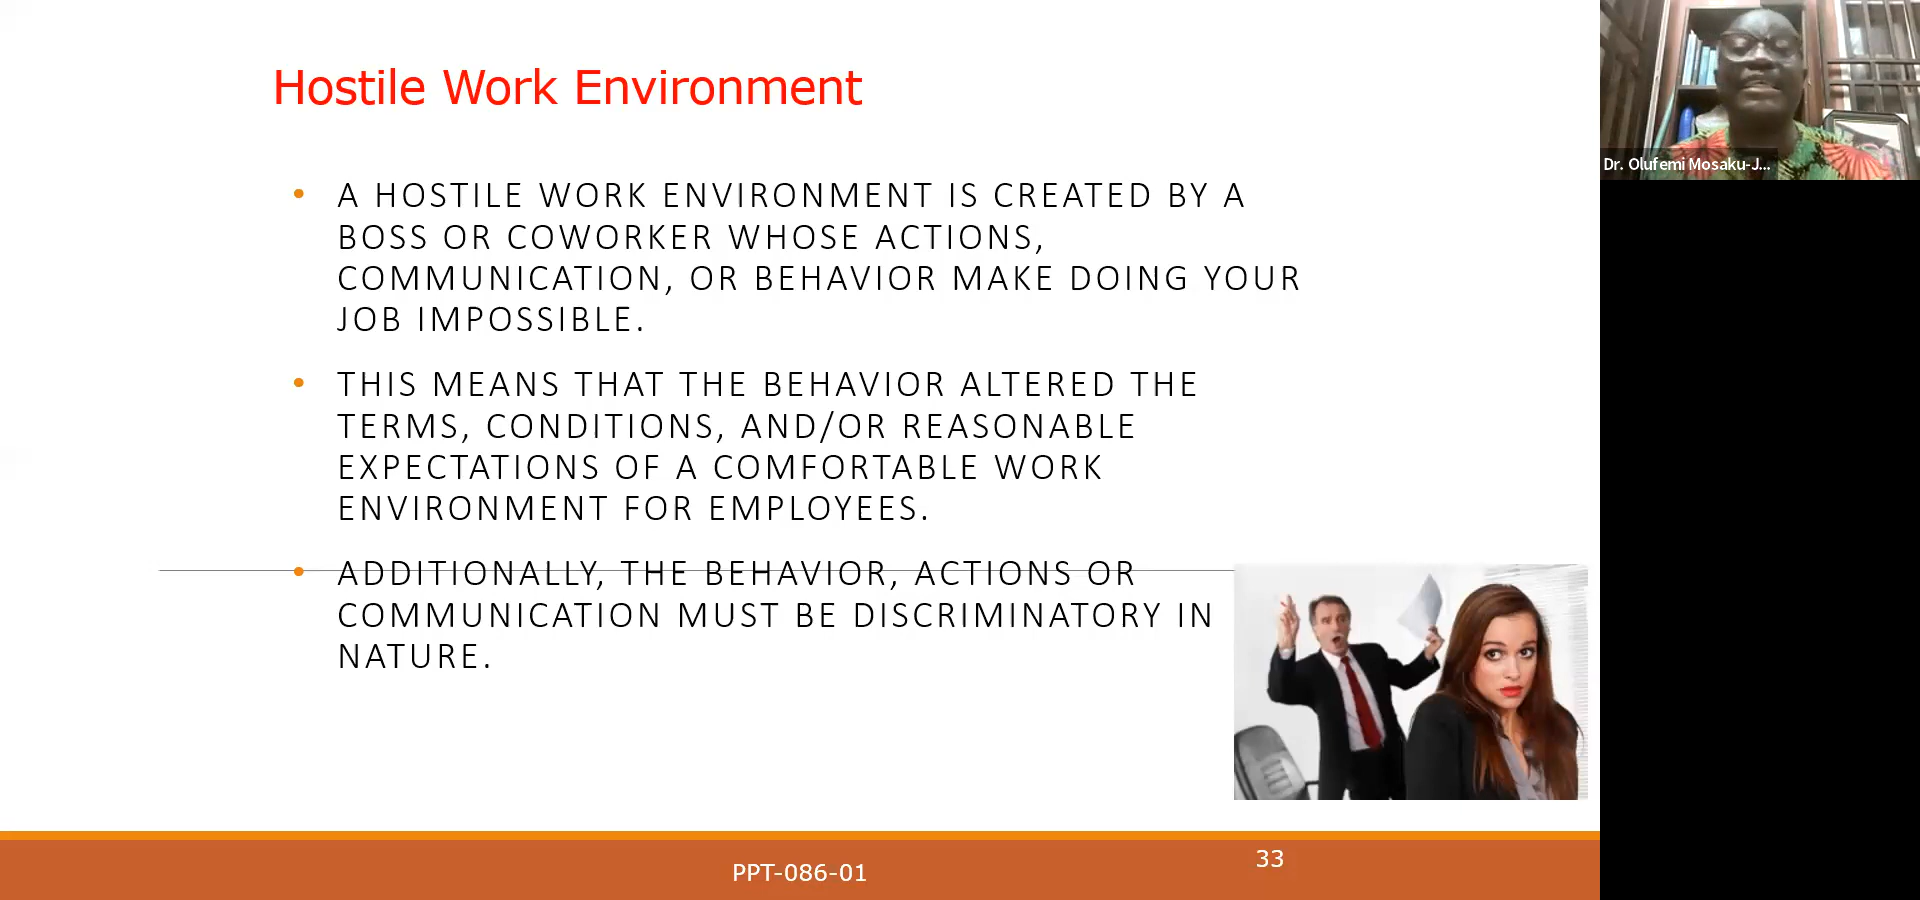 Hostile Work Environment
A HOSTILE WORK ENVIRONMENT IS CREATED BY A
BOSS OR COWORKER WHOSE ACTIONS,
COMMUNICATION, OR BEHAVIOR MAKE DOING YOUR
JOB IMPOSSIBLE.
THIS MEANS THAT THE BEHAVIOR ALTERED THE
TERMS, CONDITIONS, AND/OR REASONABLE
EXPECTATIONS OF A COMFORTABLE WORK
ENVIRONMENT FOR EMPLOYEES.
ADDITIONALLY, THE BEHAVIOR, ACTIONS OR
COMMUNICATION MUST BE DISCRIMINATORY IN
NATURE.
PPT-086-01
33
Dr. Olufemi Mosaku-J...